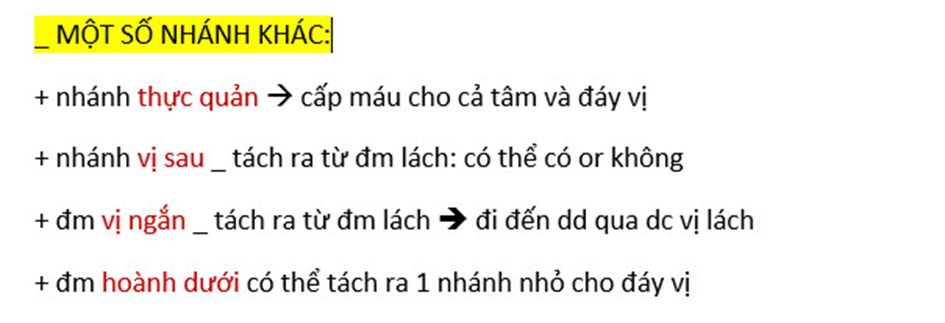 _ MỘT SỐ NHÁNH KHÁC:
+ nhánh thực quản → cấp máu cho cả tâm và đáy vị
+ nhánh vị sau _ tách ra từ đm lách: có thể có or không
+ đm vị ngắn _ tách ra từ đm lách ➔ đi đến dd qua dc vị lách
+ đm hoành dưới có thể tách ra 1 nhánh nhỏ cho đáy vị